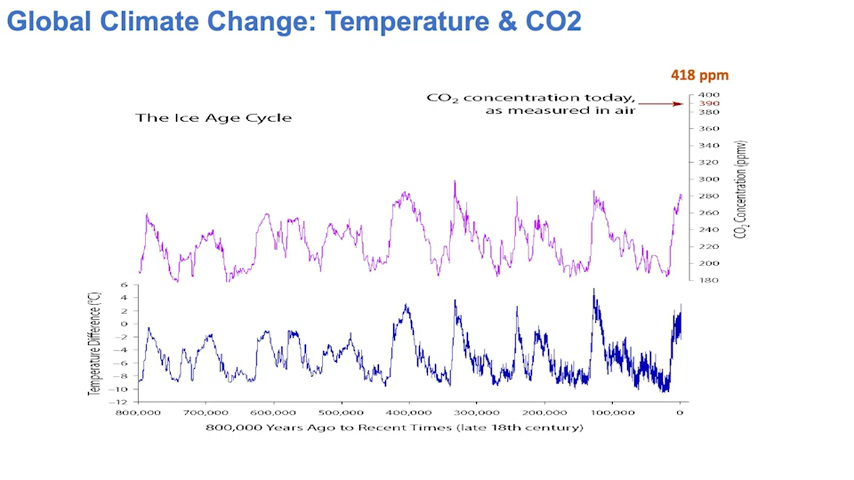 Global Climate Change: Temperature & CO2
418 ppm
CO₂ concentration today,
as measured in air
The Ice Age Cycle
400
390
380
360
340
320
300
280
260
240
220
200
180
CO₂ Concentration (ppmv)
6
4
2
0
−2
−4
−6
−8
−10
−12
Temperature Difference (°C)
800,000 700,000 600,000 500,000 400,000 300,000 200,000 100,000 0
800,000 Years Ago to Recent Times (late 18th century)